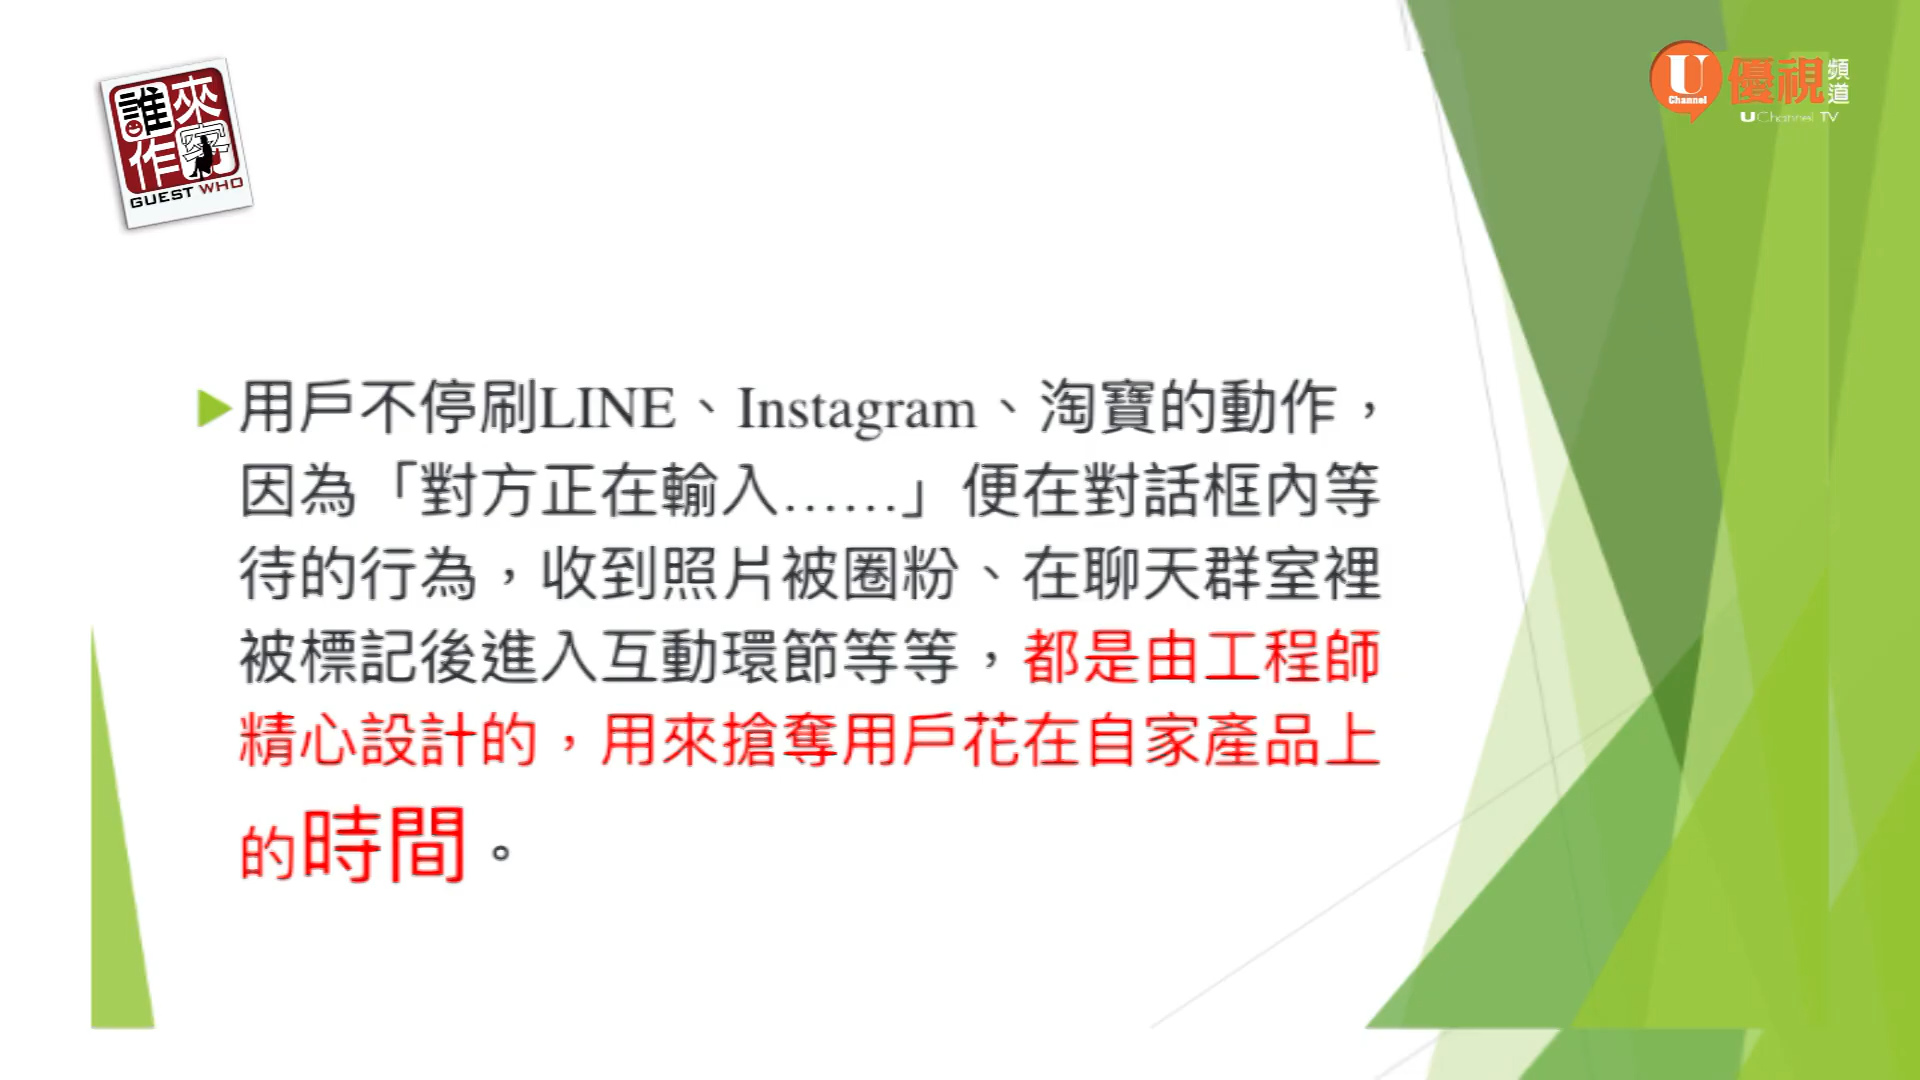 誰來
作客
GUEST WHO
U
Channel
優視頻道
UChannel TV
用戶不停刷LINE、Instagram、淘寶的動作，
因為「對方正在輸入……」便在對話框內等
待的行為，收到照片被圈粉、在聊天群室裡
被標記後進入互動環節等等，都是由工程師
精心設計的，用來搶奪用戶花在自家產品上
的時間。